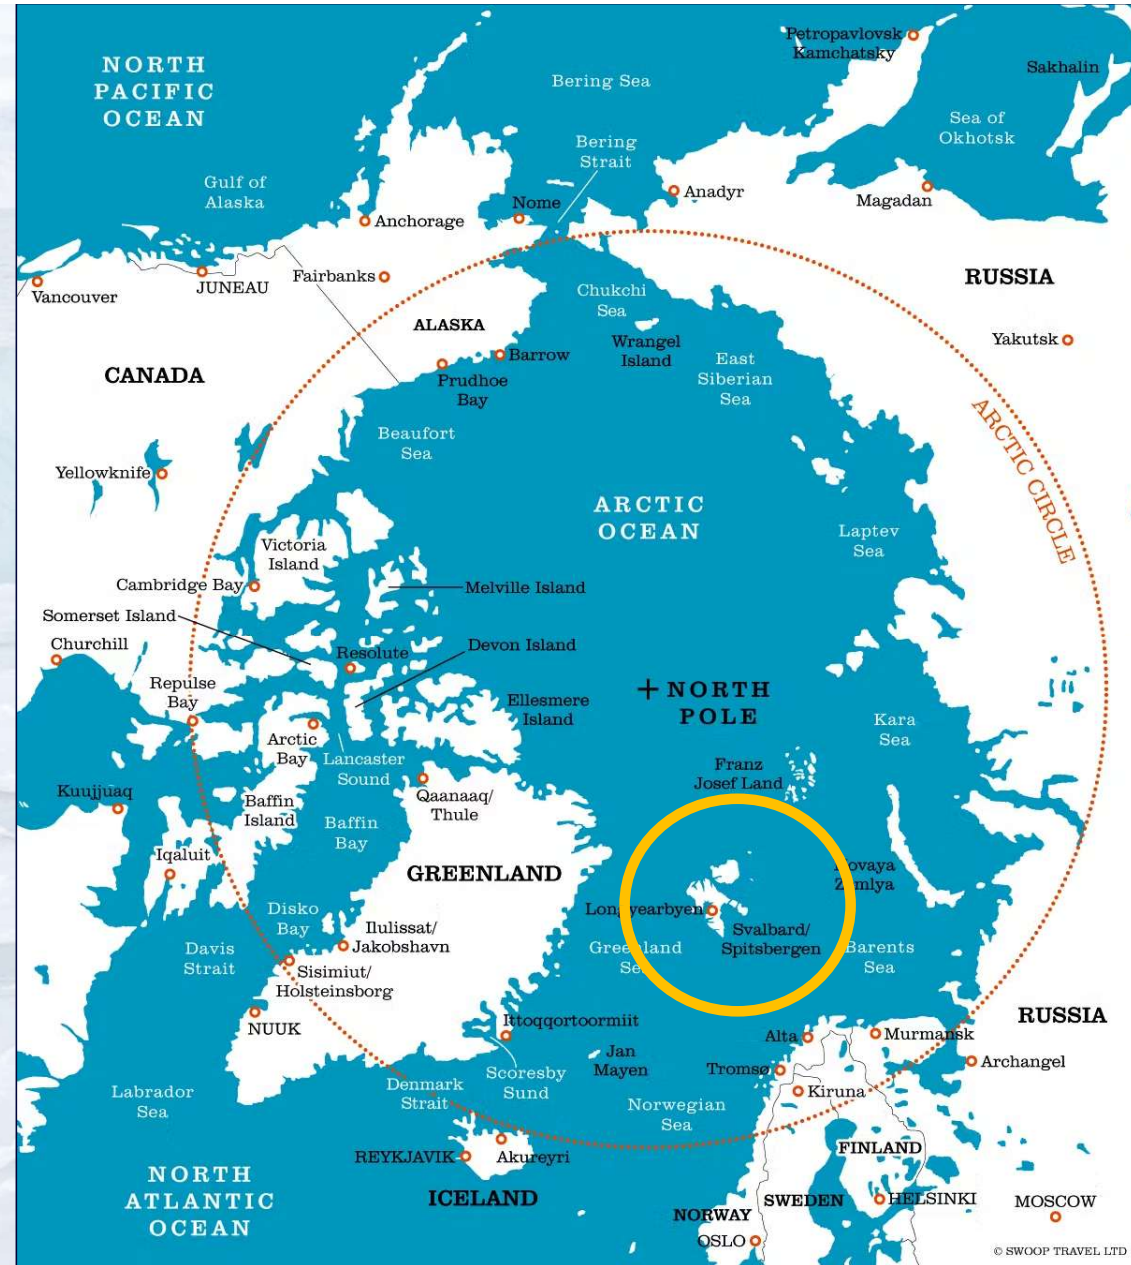 NORTH
PACIFIC
OCEAN
Bering Sea
Petropavlovsk
Kamchatsky
Sakhalin
Sea of
Okhotsk
Bering
Strait
Gulf of
Alaska
Anchorage
Nome
Anadyr
Magadan
Vancouver
JUNEAU
Fairbanks
RUSSIA
Chukchi
Sea
ALASKA
Wrangel
Island
Yakutsk
Barrow
East
Siberian
Sea
CANADA
Prudhoe
Bay
ARCTIC CIRCLE
Beaufort
Sea
Yellowknife
ARCTIC
OCEAN
Laptev
Sea
Victoria
Island
Cambridge Bay
Melville Island
Somerset Island
Churchill
Resolute
Devon Island
Repulse
Bay
Ellesmere
Island
NORTH
POLE
Arctic
Bay
Lancaster
Sound
Kara
Sea
Franz
Josef Land
Kuujjuaq
Baffin
Island
Qaanaaq/
Thule
Baffin
Bay
Iqaluit
GREENLAND
Novaya
Zemlya
Disko
Bay
Longyearbyen
Svalbard/
Spitsbergen
Ilulissat/
Jakobshavn
Greenland
Sea
Barents
Sea
Davis
Strait
Sisimiut/
Holsteinsborg
NUUK
Ittoqqortoormiit
RUSSIA
Alta
Murmansk
Jan
Mayen
Tromsø
Archangel
Scoresby
Sund
Denmark
Strait
Kiruna
Labrador
Sea
Norwegian
Sea
FINLAND
REYKJAVIK
Akureyri
NORTH
ATLANTIC
OCEAN
ICELAND
SWEDEN
HELSINKI
MOSCOW
NORWAY
OSLO
© SWOOP TRAVEL LTD